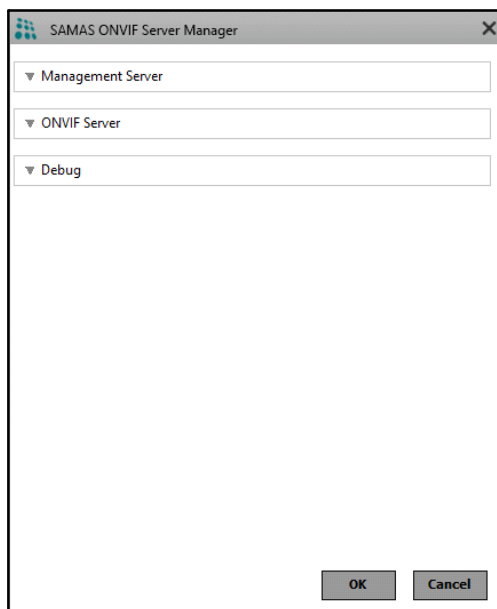 SAMAS ONVIF Server Manager
Management Server
ONVIF Server
Debug
OK Cancel